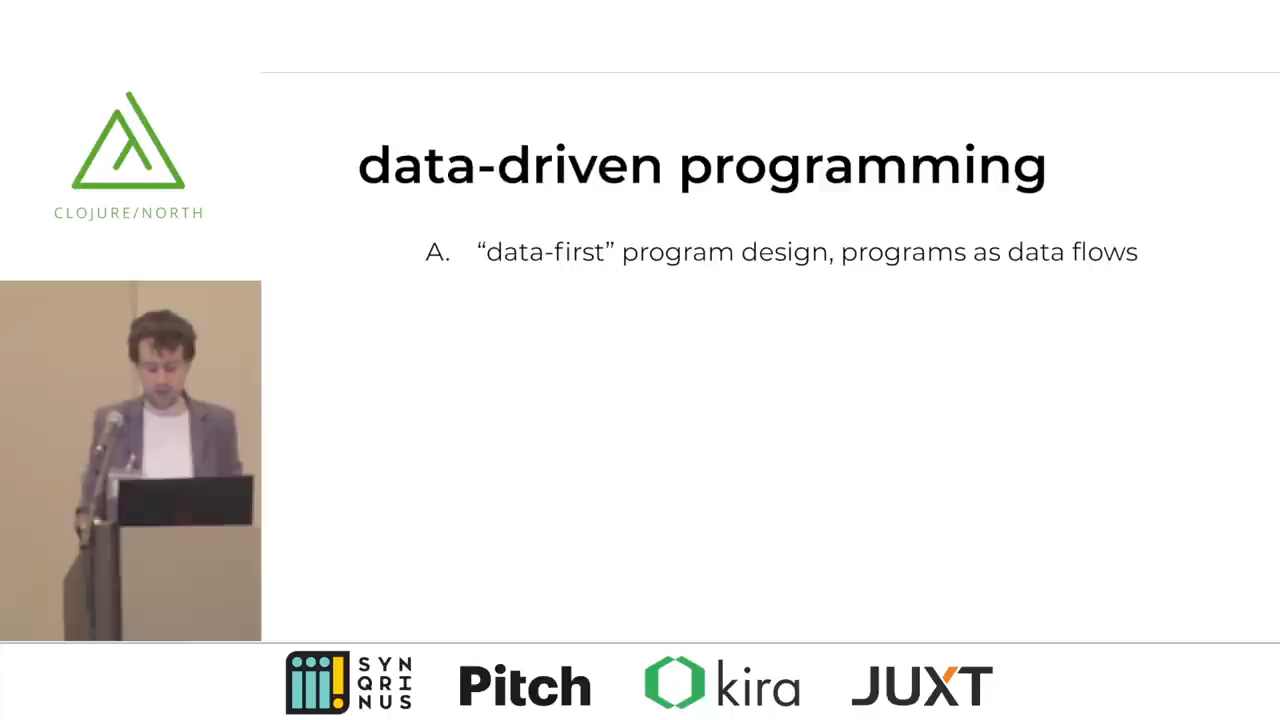 CLOJURE/NORTH
data-driven programming
A. “data-first” program design, programs as data flows
SYN
QRI
NUS
Pitch
kira
JUXT